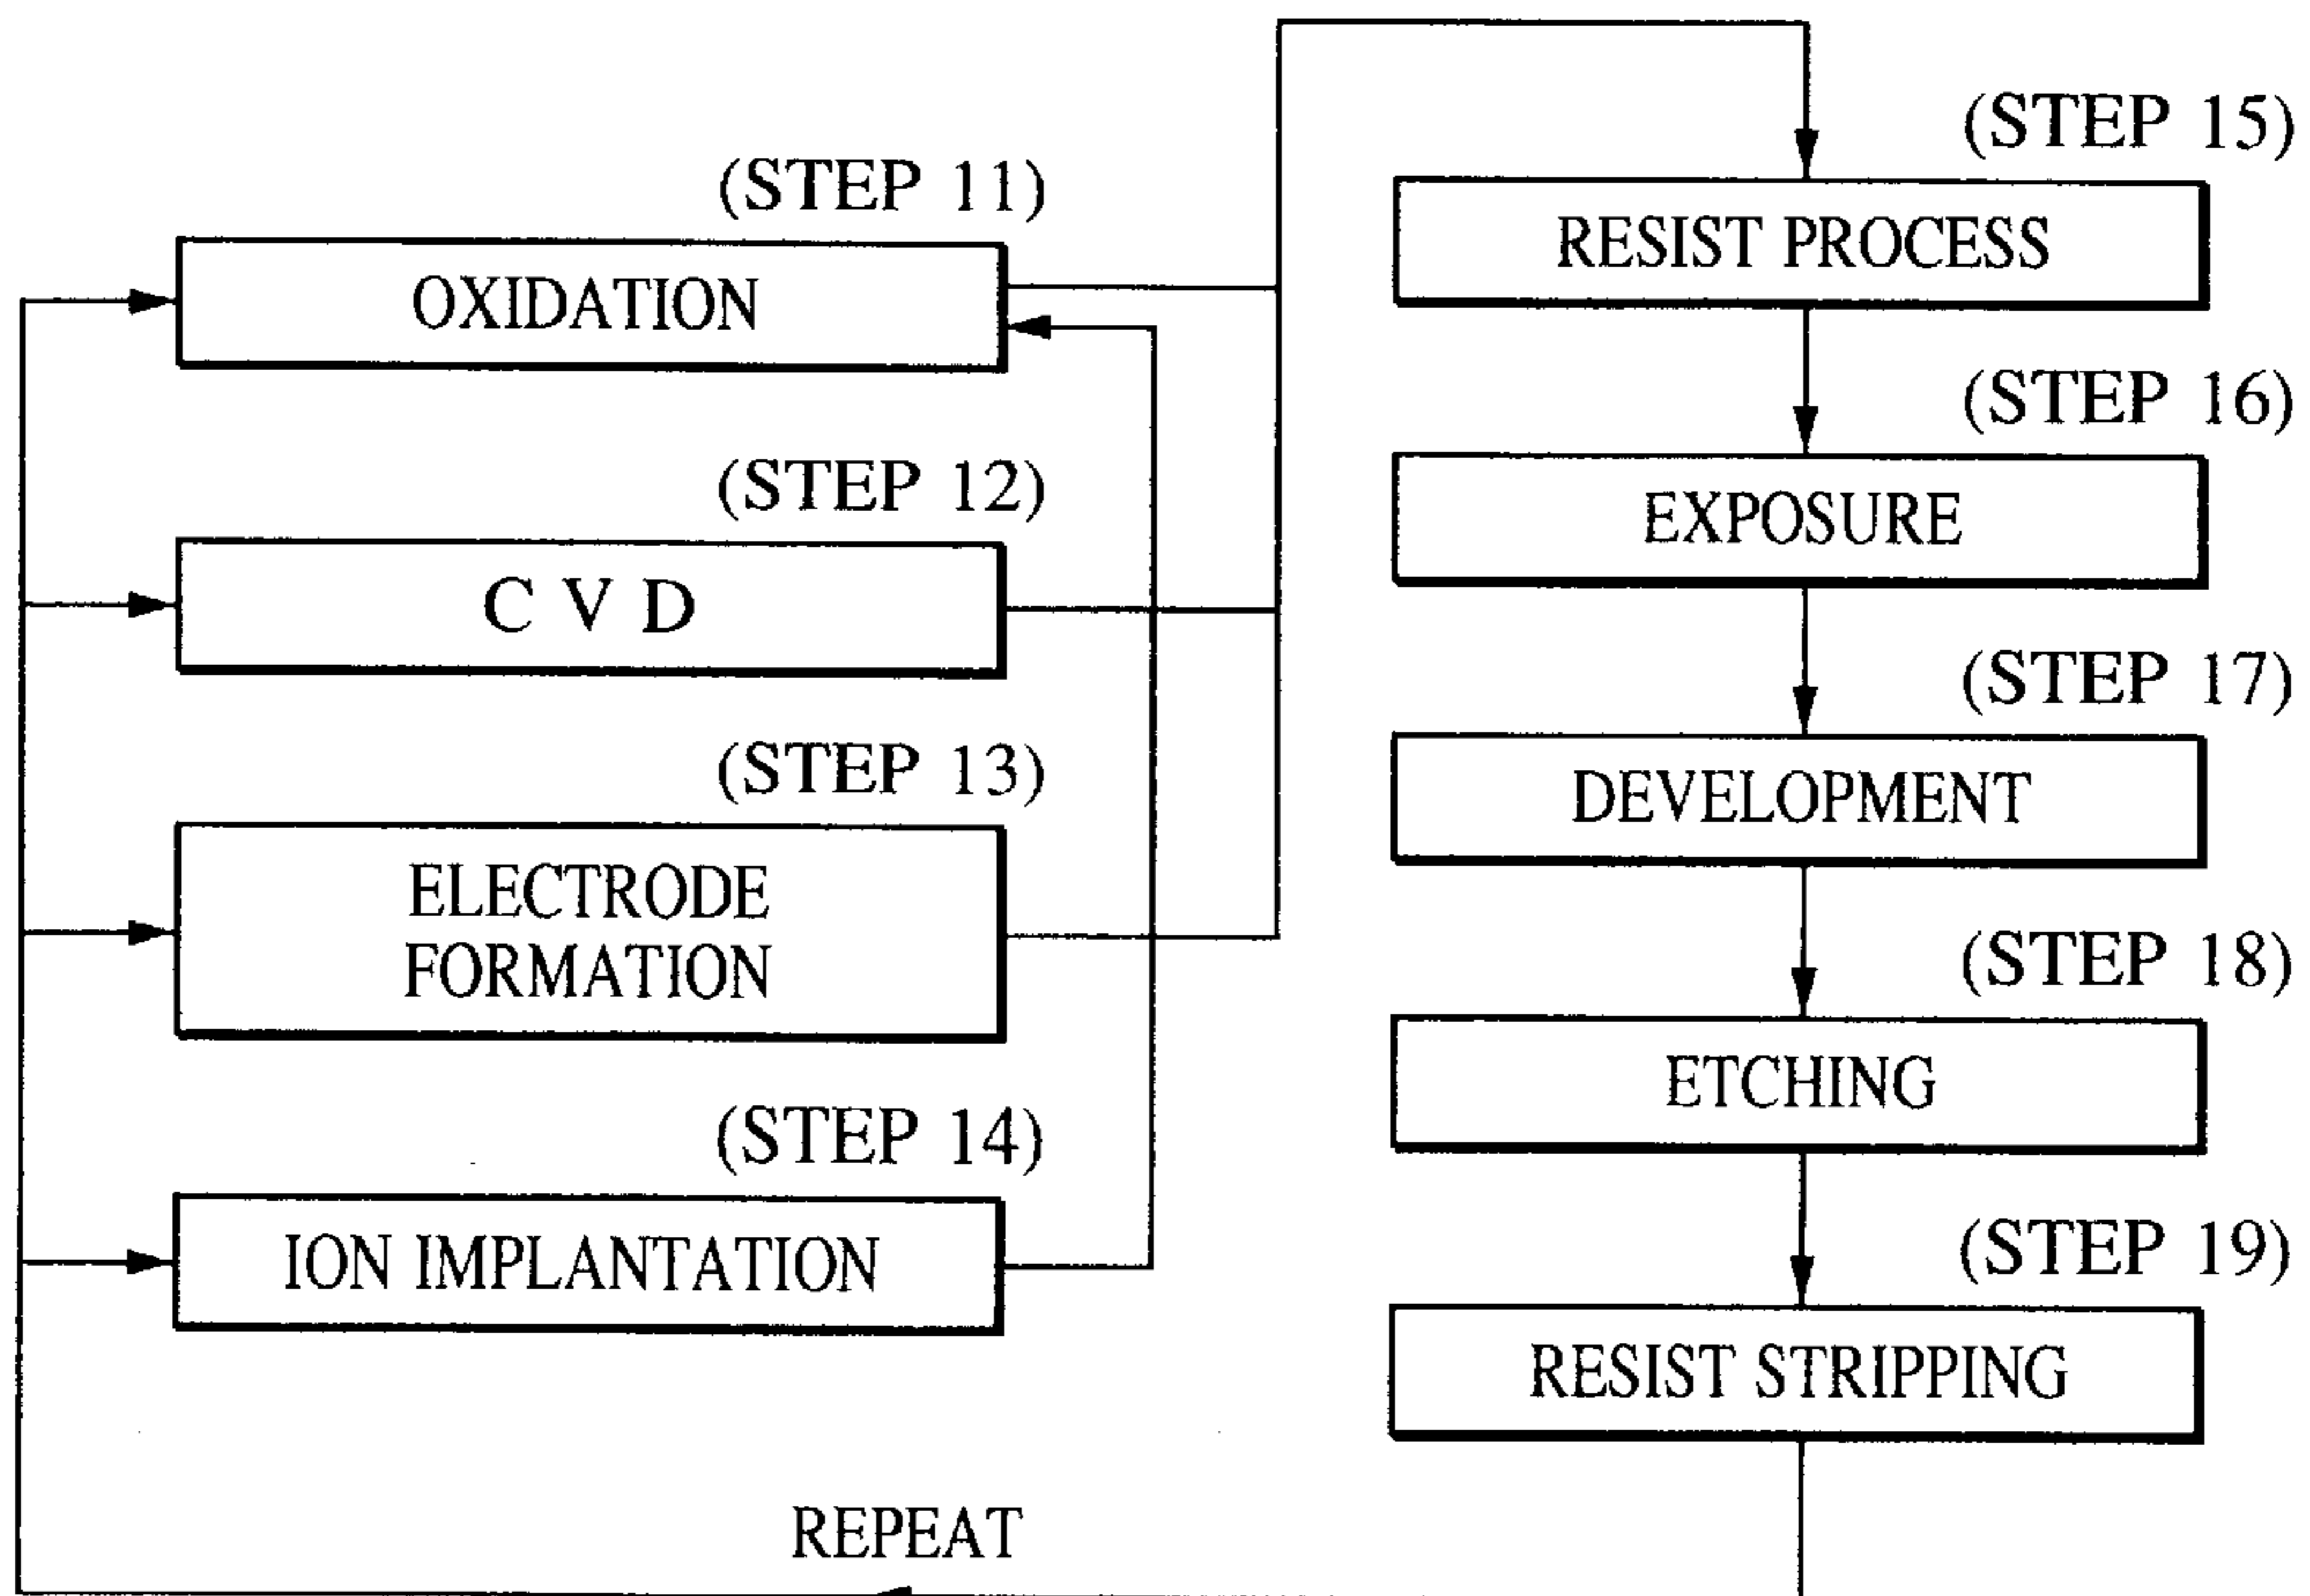 (STEP 11)
OXIDATION
(STEP 12)
C V D
(STEP 13)
ELECTRODE
FORMATION
(STEP 14)
ION IMPLANTATION
(STEP 15)
RESIST PROCESS
(STEP 16)
EXPOSURE
(STEP 17)
DEVELOPMENT
(STEP 18)
ETCHING
(STEP 19)
RESIST STRIPPING
REPEAT